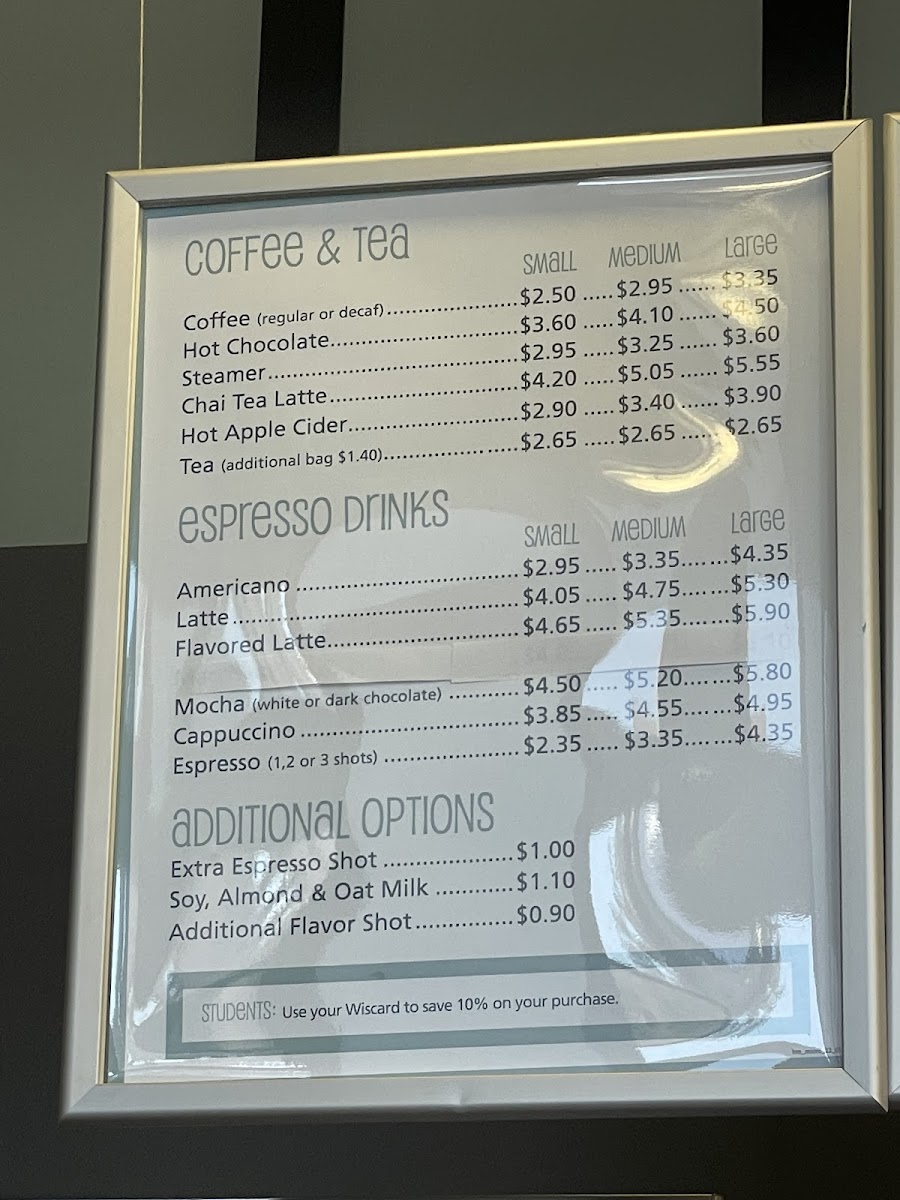 COFFee & Tea
SMaLL MeDIUM LaRGe
Coffee (regular or decaf)....................$2.50 .....$2.95 ......$3.35
Hot Chocolate.............................$3.60 .....$4.10 ......$4.50
Steamer......................................$2.95 .....$3.25 ......$3.60
Chai Tea Latte.............................$4.20 .....$5.05 ......$5.55
Hot Apple Cider..........................$2.90 .....$3.40 ......$3.90
Tea (additional bag $1.40)....................$2.65 .....$2.65 ......$2.65
eSPReSSO DRINKS
SMaLL MeDIUM LaRGe
Americano .................................$2.95 ..... $3.35.......$4.35
Latte..........................................$4.05 ..... $4.75.......$5.30
Flavored Latte.............................$4.65 ..... $5.35.......$5.90
Mocha (white or dark chocolate) ...........$4.50 ..... $5.20.......$5.80
Cappuccino ................................$3.85 ..... $4.55.......$4.95
Espresso (1,2 or 3 shots) ....................$2.35 ..... $3.35.......$4.35
aDDITIONaL OPTIONS
Extra Espresso Shot ...................$1.00
Soy, Almond & Oat Milk ............$1.10
Additional Flavor Shot..............$0.90
STUDeNTS: Use your Wiscard to save 10% on your purchase.